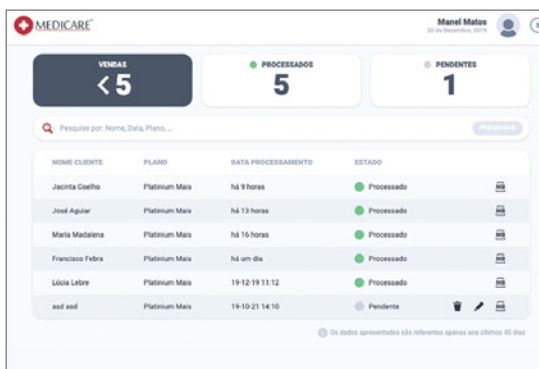 MEDICARE
Manel Matos
20 de Dezembro, 2019
VENDAS
< 5
PROCESSADOS
5
PENDENTES
1
Pesquise por: Nome, Data, Plano, ...
PESQUISAR
NOME CLIENTE PLANO DATA PROCESSAMENTO ESTADO
Jacinta Coelho Platinium Mais há 9 horas Processado
José Aguiar Platinium Mais há 13 horas Processado
Maria Madalena Platinium Mais há 16 horas Processado
Francisco Febra Platinium Mais há um dia Processado
Lúcia Lebre Platinium Mais 19-12-19 11:12 Processado
asd asd Platinium Mais 19-10-21 14:10 Pendente
Os dados apresentados são referentes apenas aos últimos 45 dias